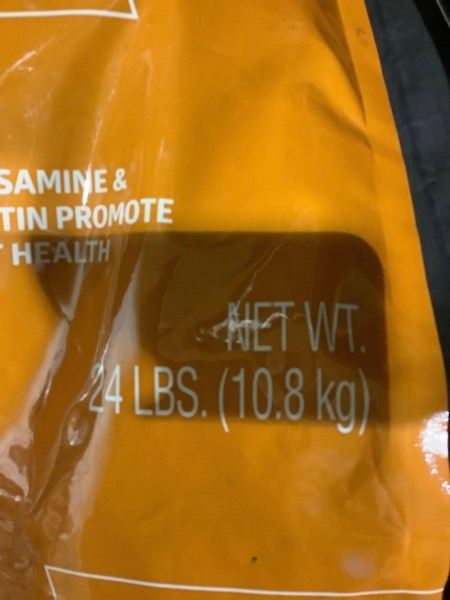 SAMINE &
TIN PROMOTE
HEALTH
NET WT.
24 LBS. (10.8 kg)